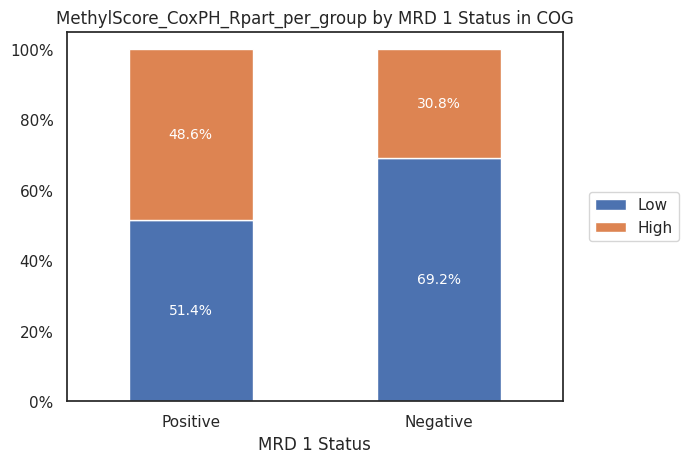 MethylScore_CoxPH_Rpart_per_group by MRD 1 Status in COG
100%
80%
60%
40%
20%
0%
48.6%
30.8%
51.4%
69.2%
Low
High
Positive
Negative
MRD 1 Status